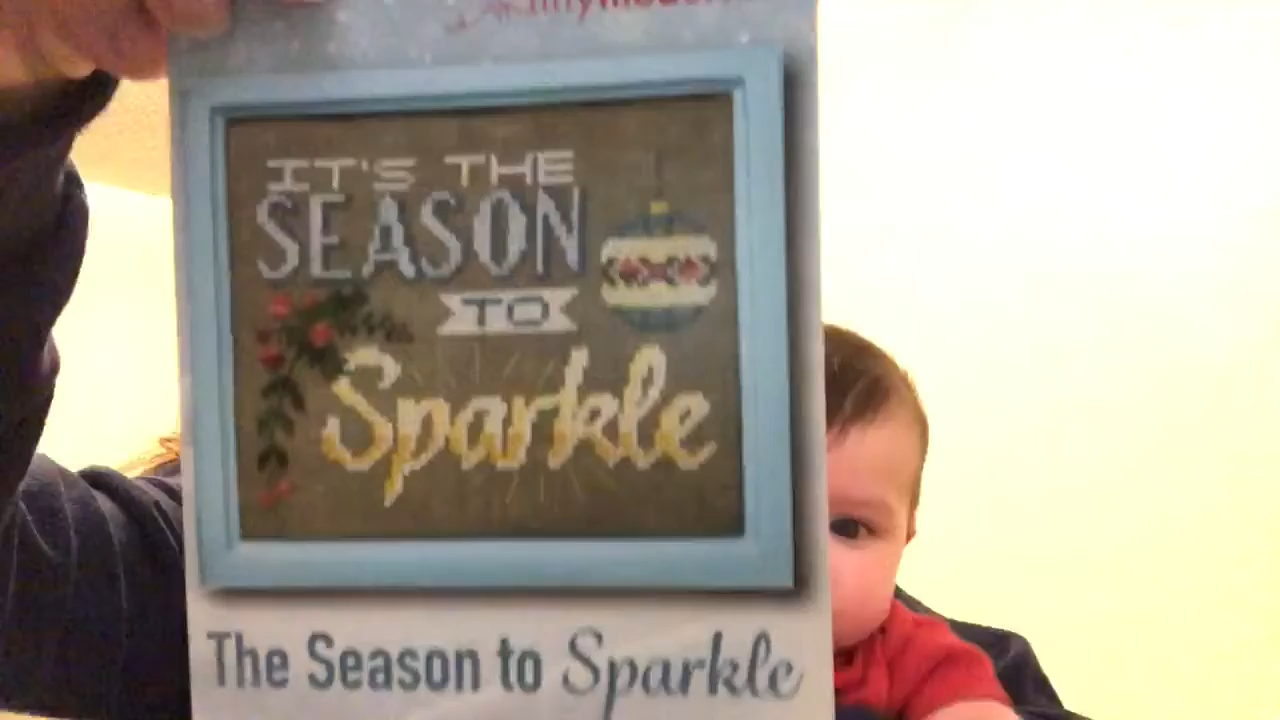 IT'S THE
SEASON
TO
Sparkle
The Season to Sparkle